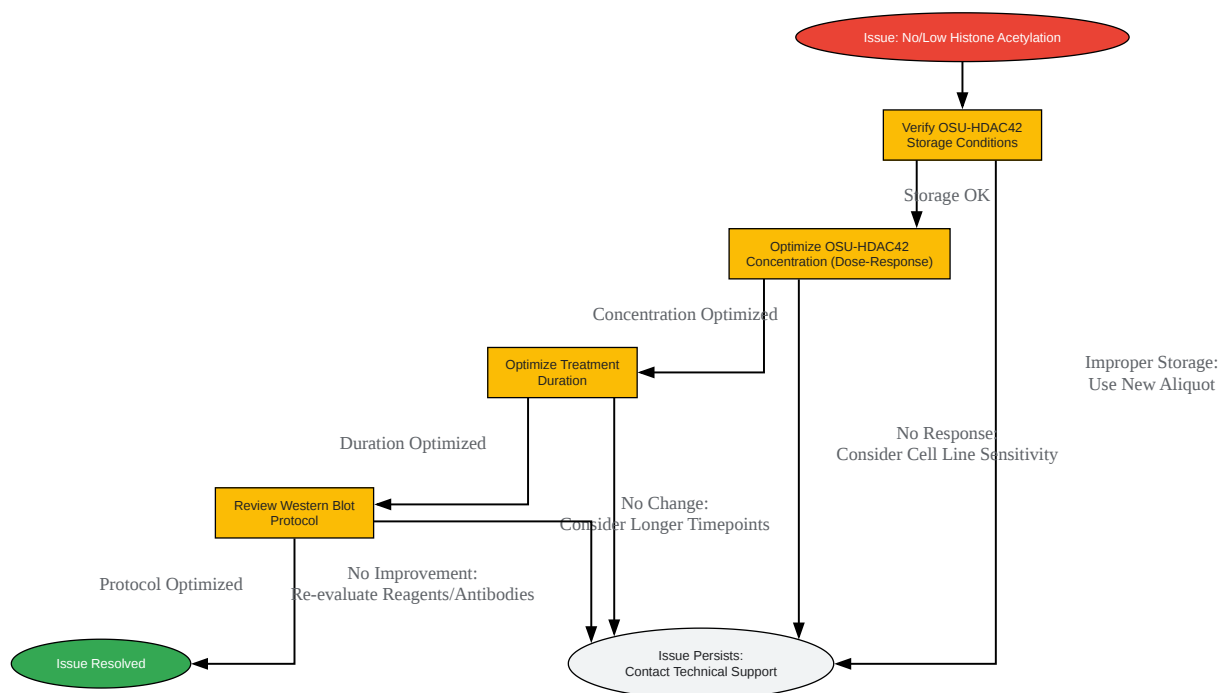 Issue: No/Low Histone Acetylation
Verify OSU-HDAC42
Storage Conditions
Storage OK
Optimize OSU-HDAC42
Concentration (Dose-Response)
Concentration Optimized
Optimize Treatment
Duration
Improper Storage:
Use New Aliquot
Duration Optimized
No Response:
Consider Cell Line Sensitivity
Review Western Blot
Protocol
No Change:
Consider Longer Timepoints
Protocol Optimized
No Improvement:
Re-evaluate Reagents/Antibodies
Issue Resolved
Issue Persists:
Contact Technical Support